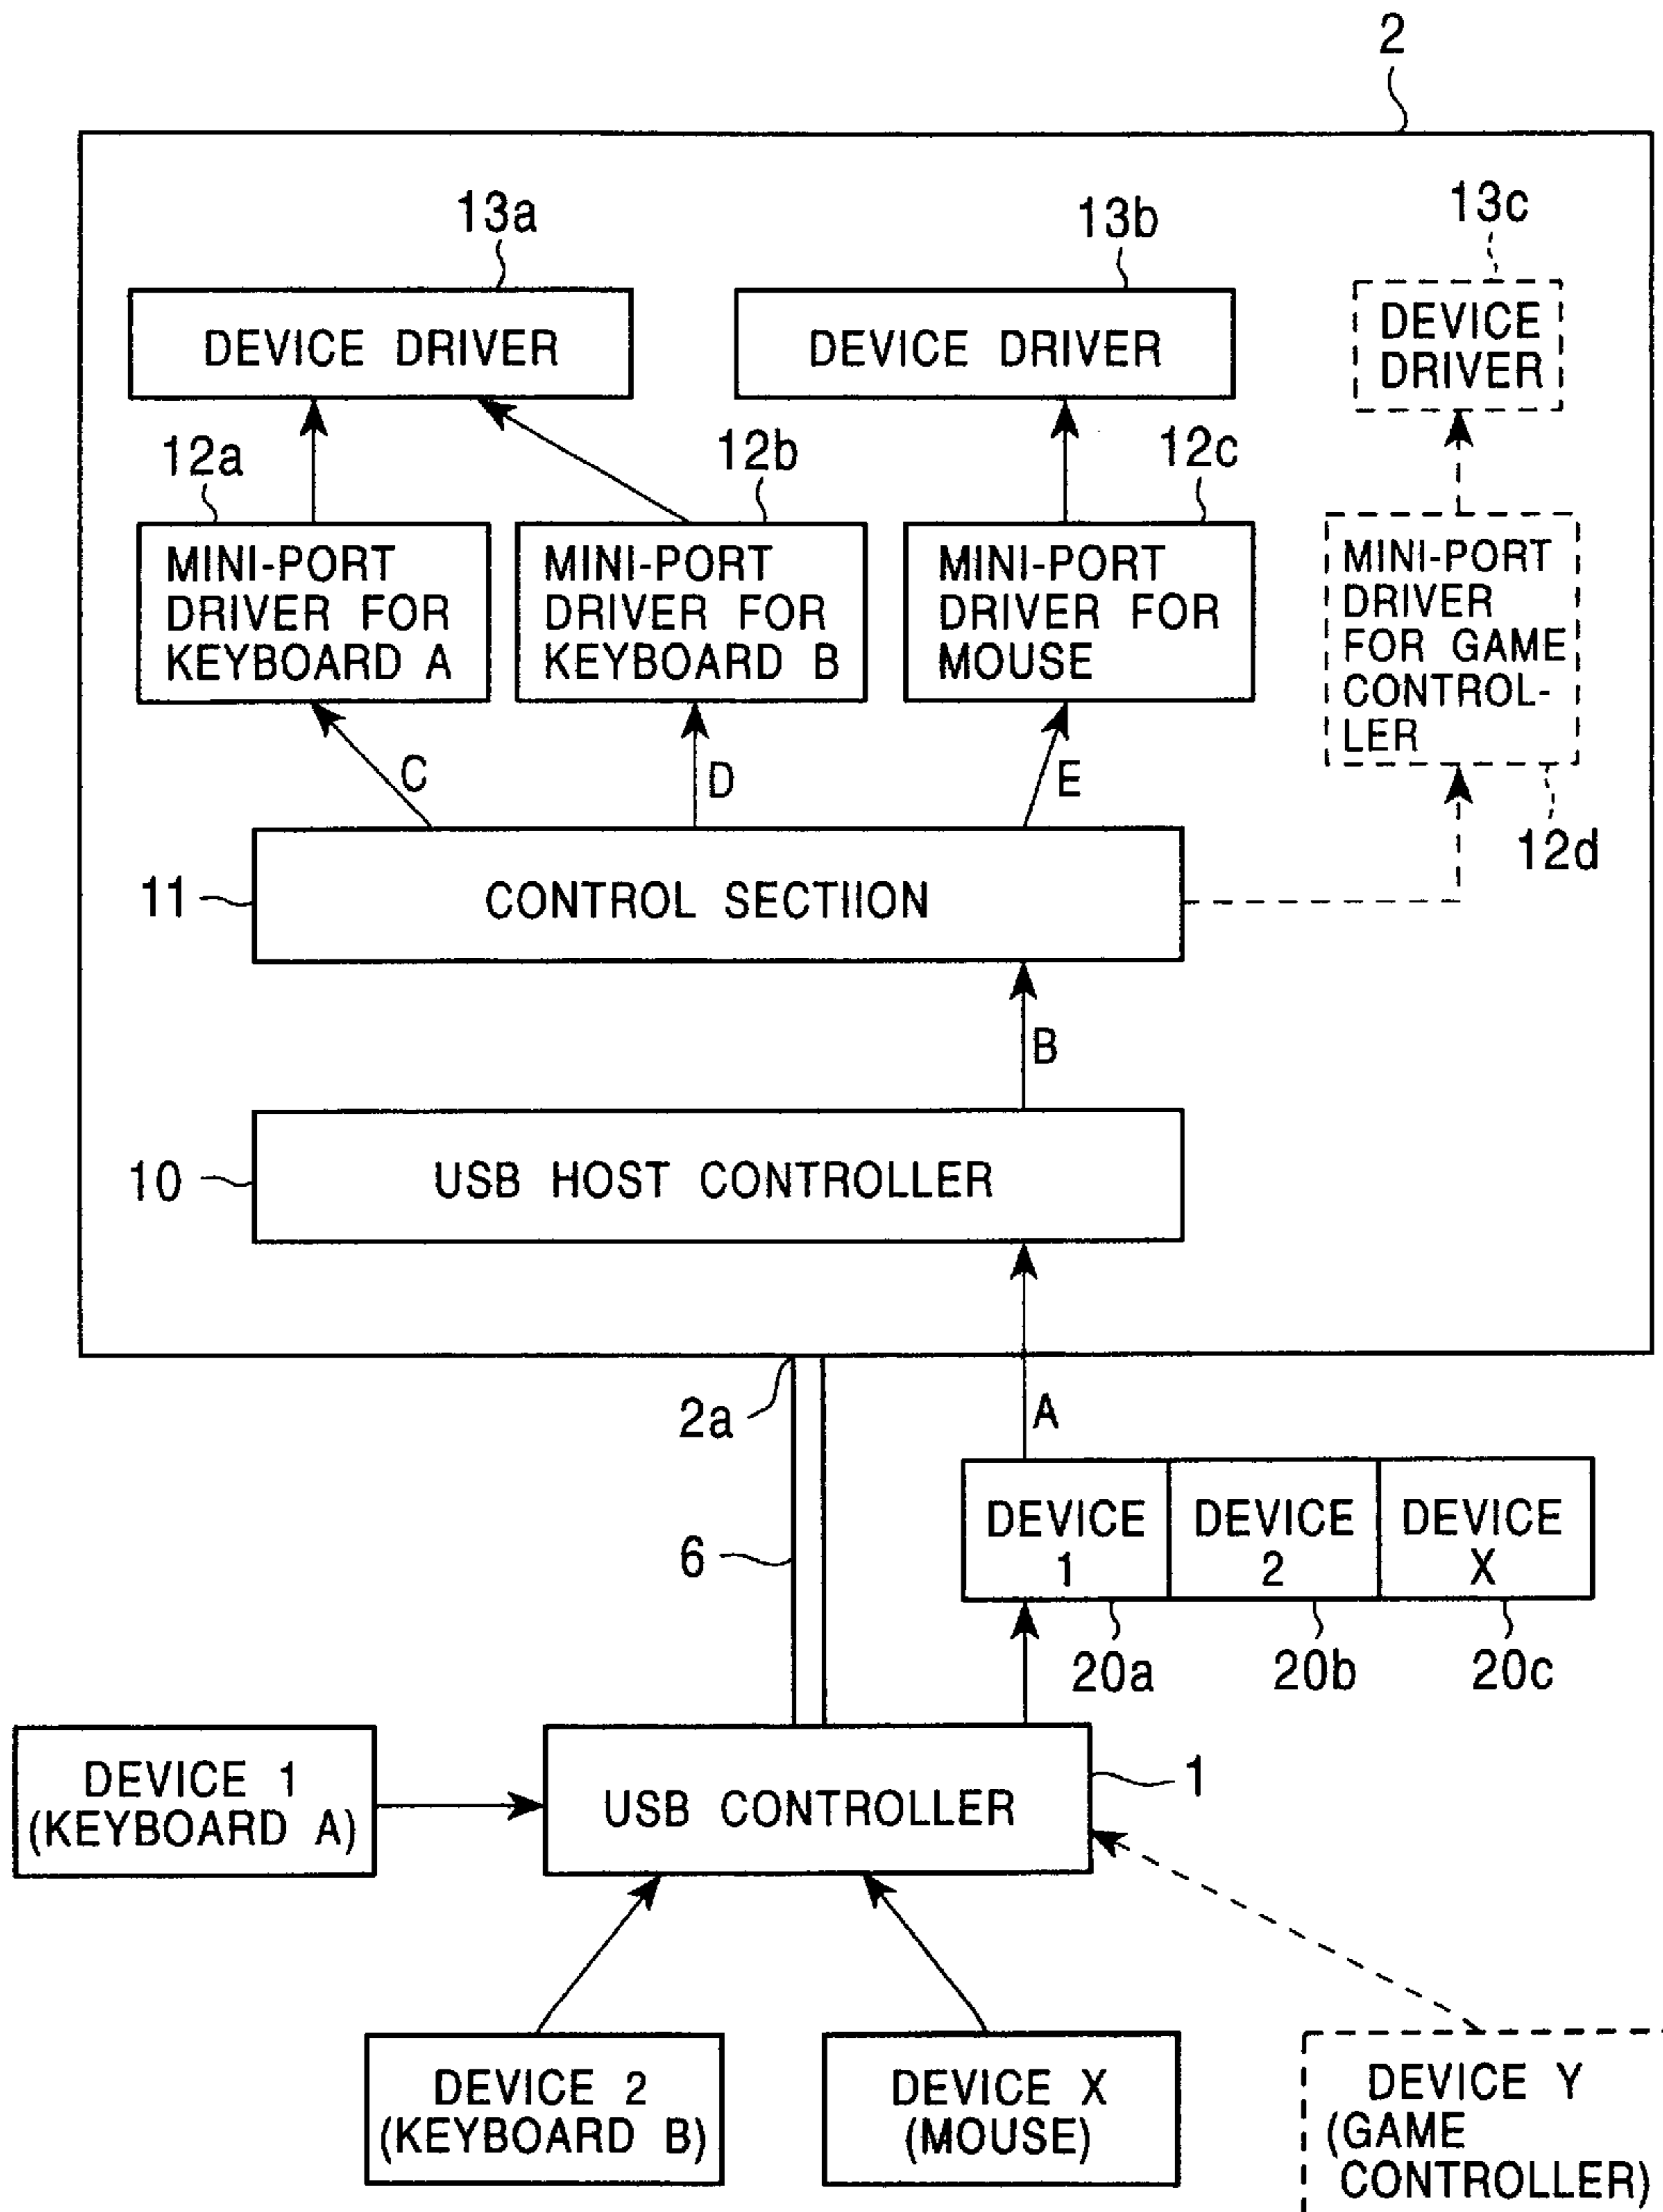 2
13a
13b
13c
DEVICE DRIVER
DEVICE DRIVER
DEVICE
DRIVER
12a
12b
12c
MINI-PORT
DRIVER FOR
KEYBOARD A
MINI-PORT
DRIVER FOR
KEYBOARD B
MINI-PORT
DRIVER FOR
MOUSE
MINI-PORT
DRIVER
FOR GAME
CONTROL-
LER
C
D
E
12d
11
CONTROL SECTIION
B
10
USB HOST CONTROLLER
2a
A
6
DEVICE
1
DEVICE
2
DEVICE
X
20a
20b
20c
DEVICE 1
(KEYBOARD A)
USB CONTROLLER
1
DEVICE 2
(KEYBOARD B)
DEVICE X
(MOUSE)
DEVICE Y
(GAME
CONTROLLER)